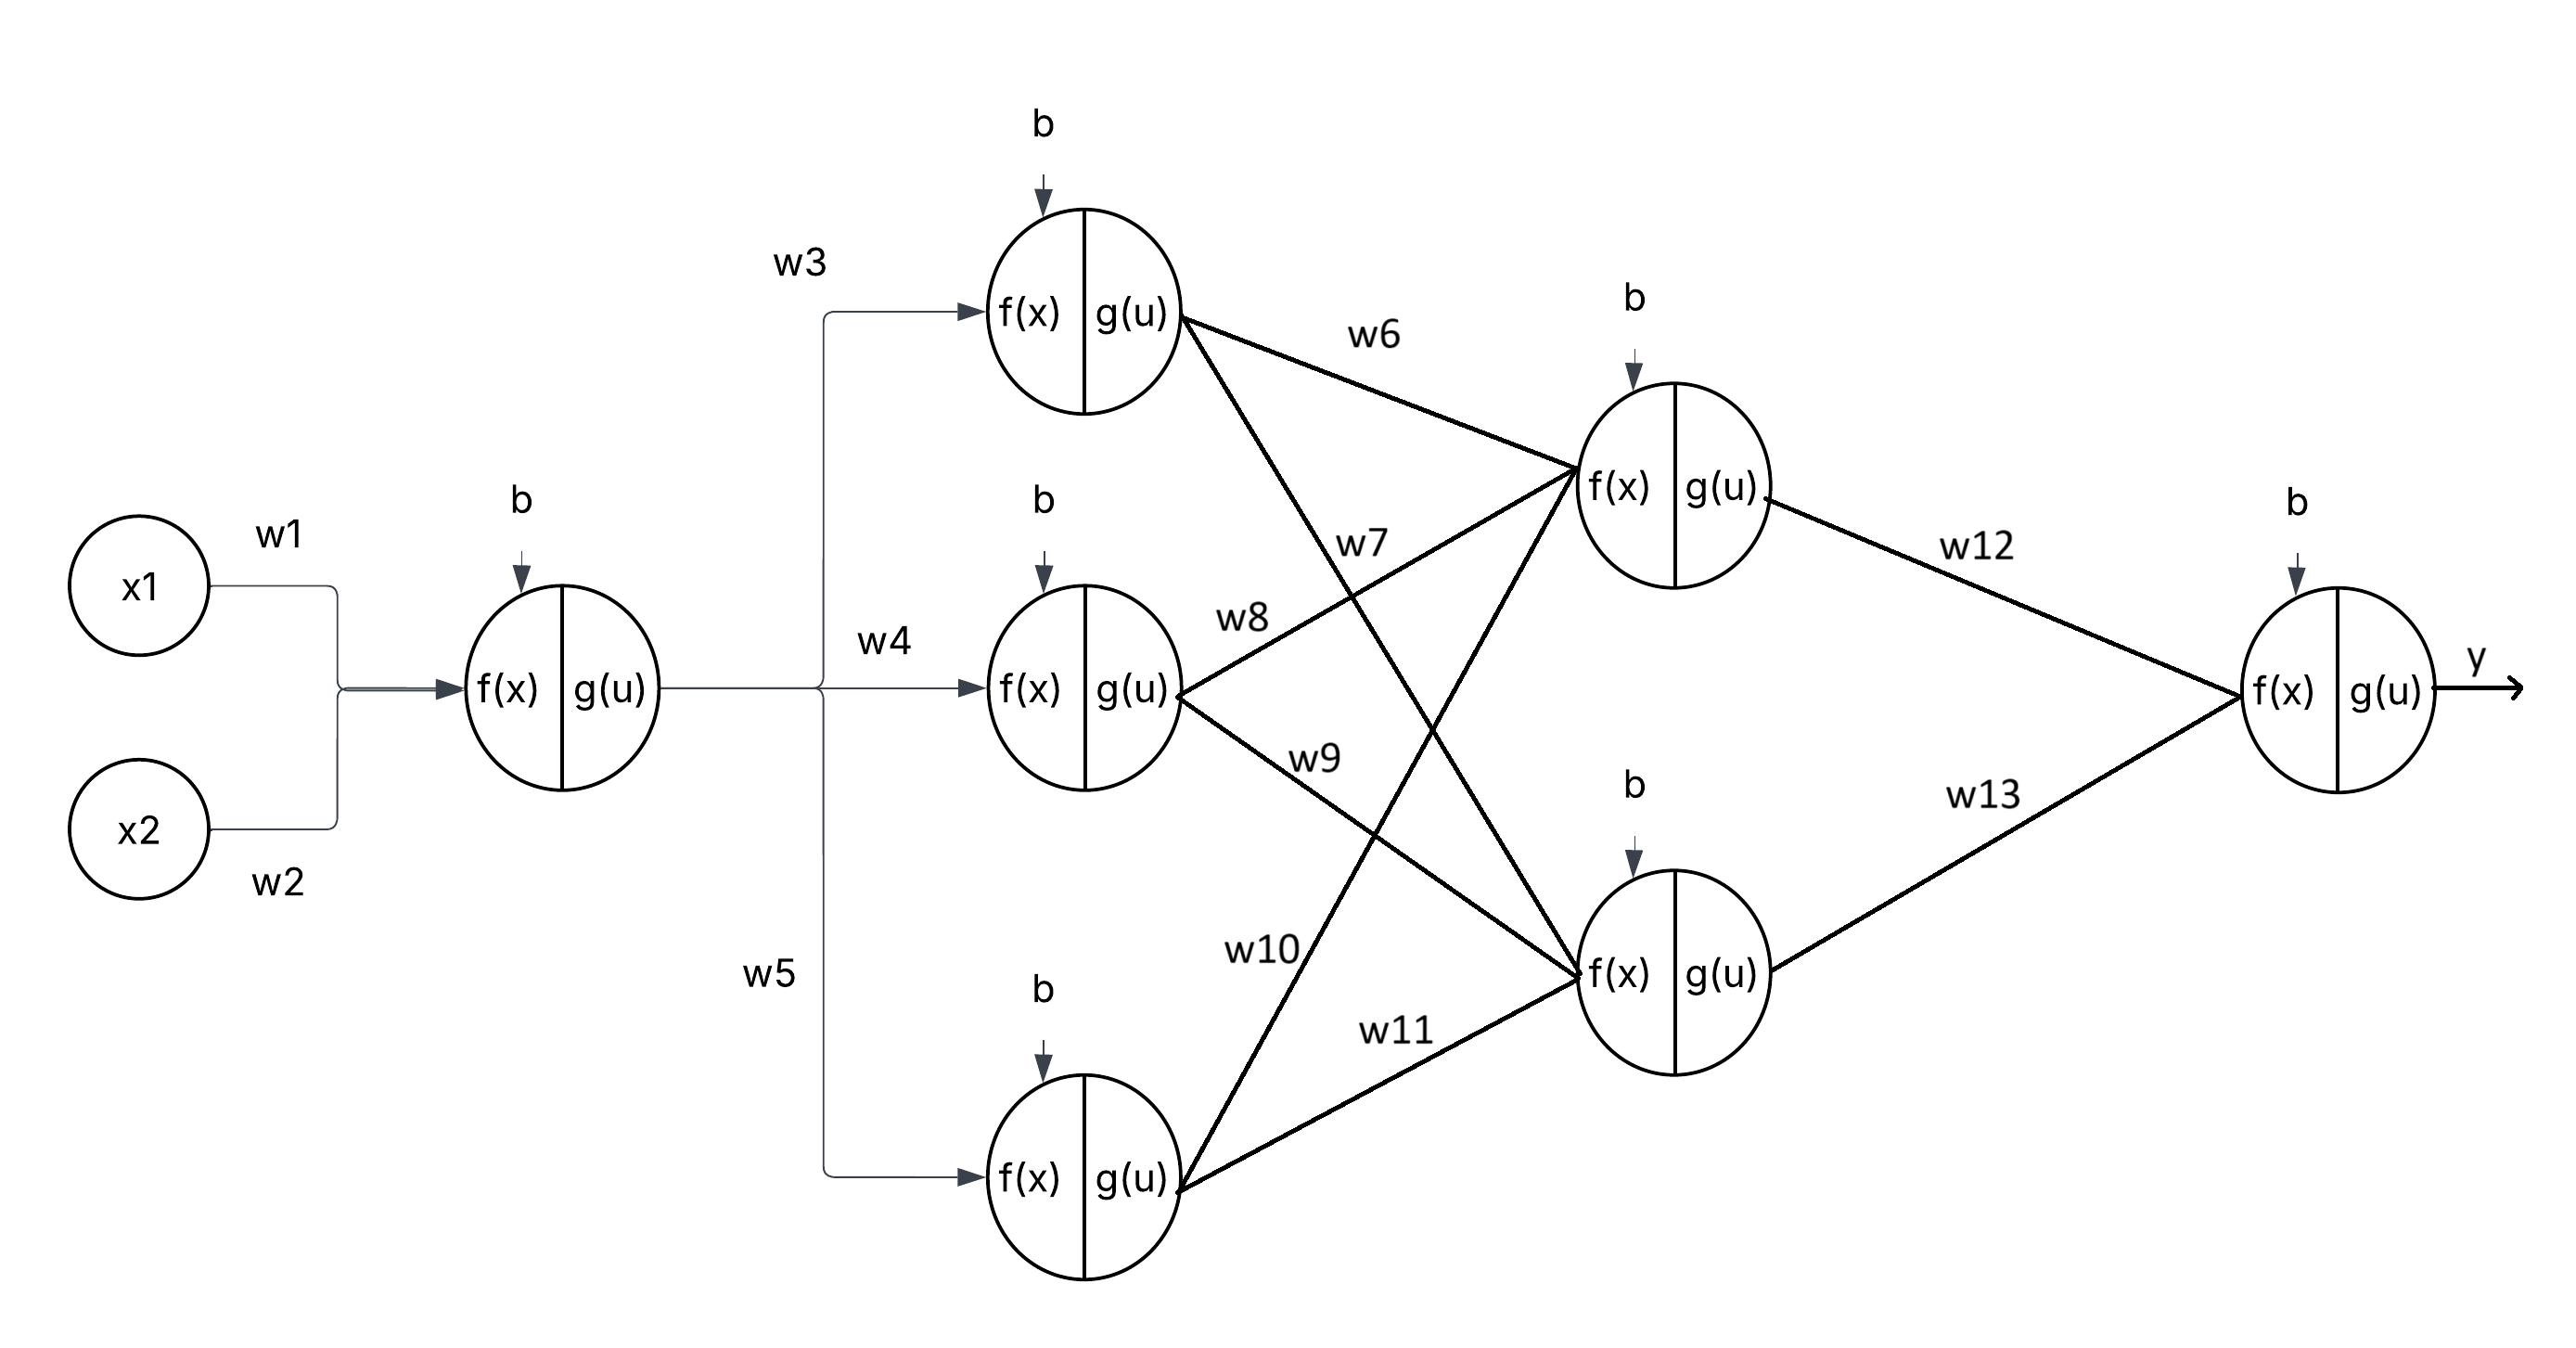 b
w3
f(x) g(u)
w6
b
w1
x1
b
f(x) g(u)
w4
b
f(x) g(u)
w7
w8
f(x) g(u)
w12
b
f(x) g(u)
y
x2
w2
w9
b
w13
w5
w10
b
f(x) g(u)
w11
f(x) g(u)